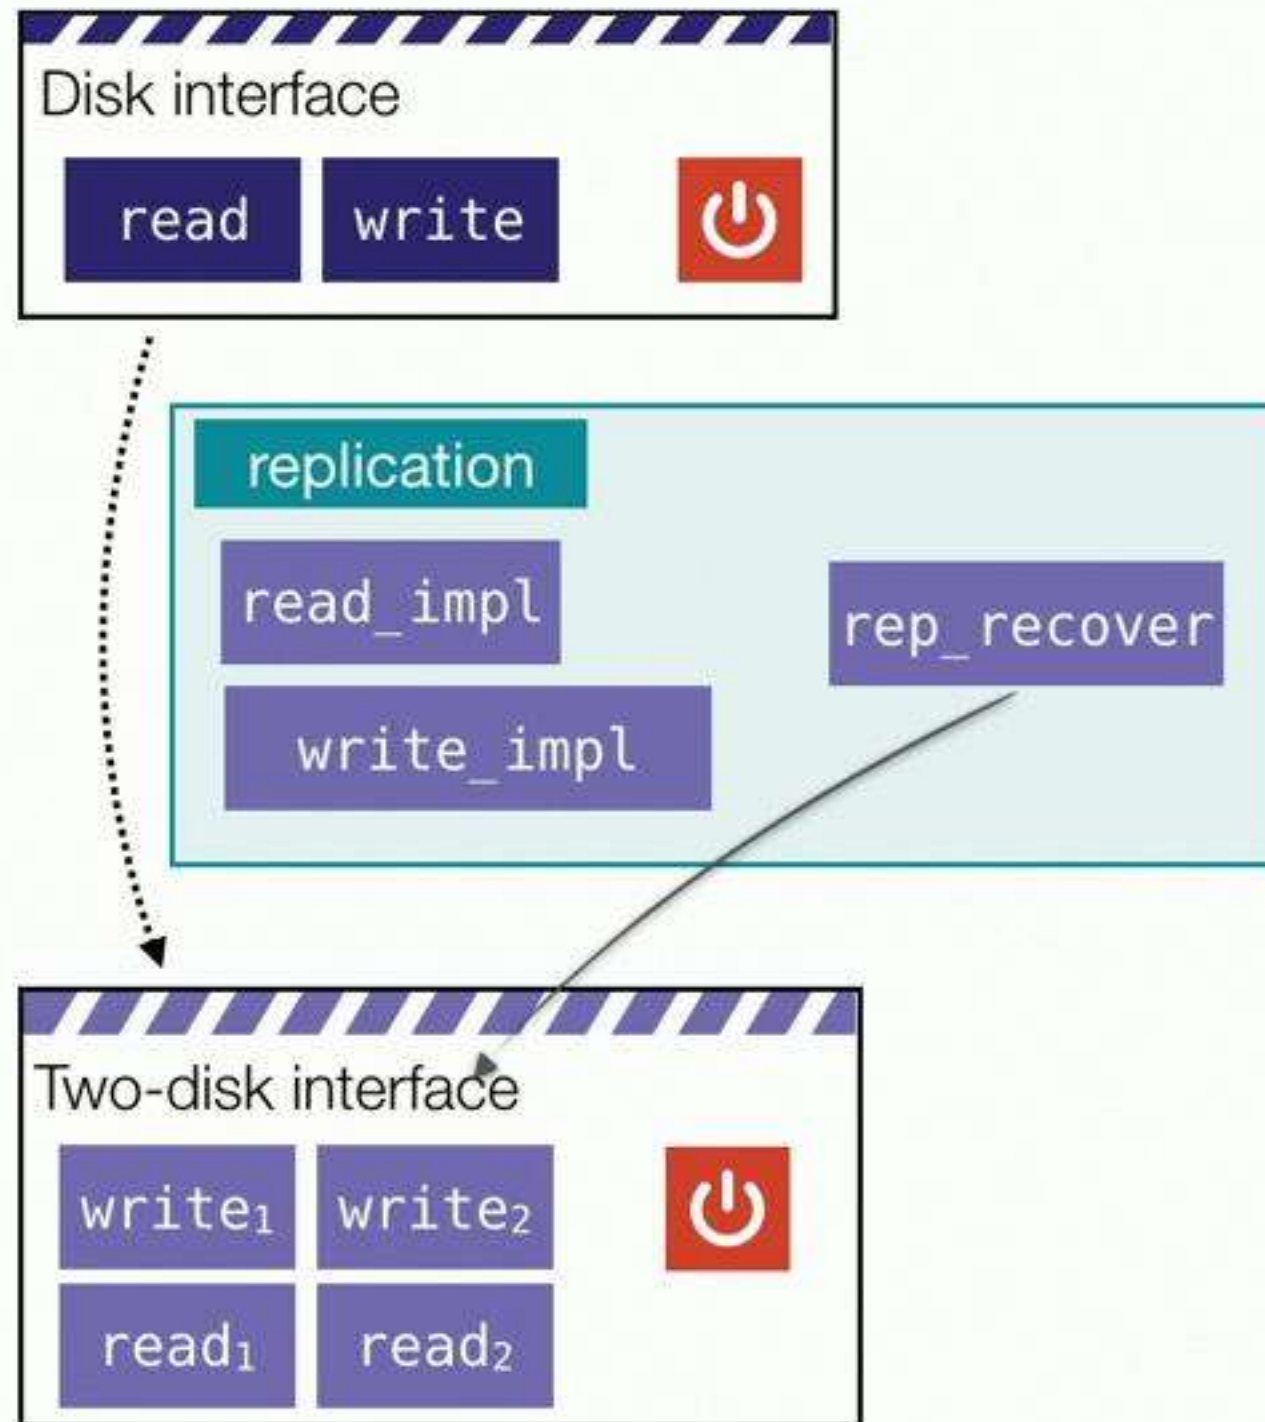 Disk interface
read write
replication
read_impl
rep_recover
write_impl
Two-disk interface
write₁ write₂
read₁ read₂